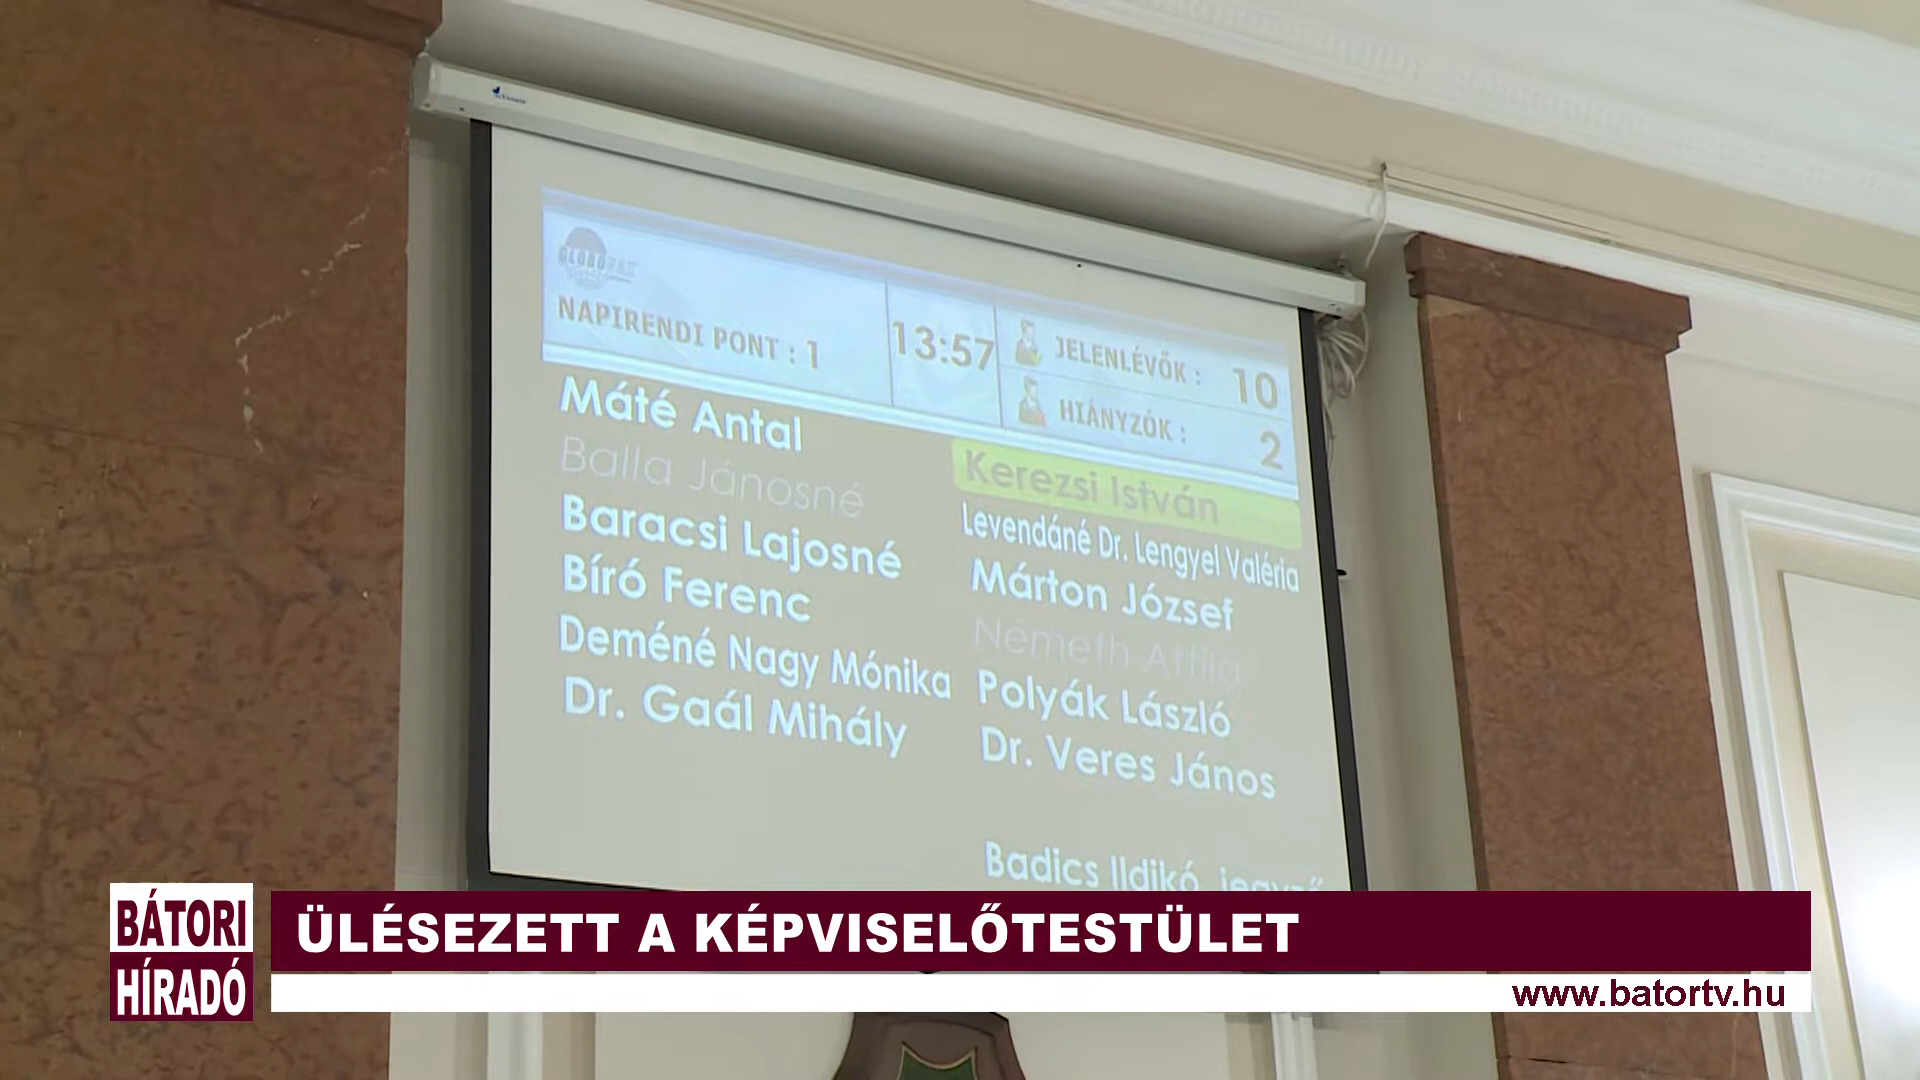 GLOBO
NAPIRENDI PONT : 1
13:57
JELENLÉVŐK : 10
HIÁNYZÓK : 2
Máté Antal
Balla Jánosné
Baracsi Lajosné
Bíró Ferenc
Deméné Nagy Mónika
Dr. Gaál Mihály
Kerezsi István
Levendáné Dr. Lengyel Valéria
Márton József
Németh Attila
Polyák László
Dr. Veres János
Badics Ildikó, jegyző
BÁTORI
HÍRADÓ
ÜLÉSEZETT A KÉPVISELŐTESTÜLET
www.batortv.hu